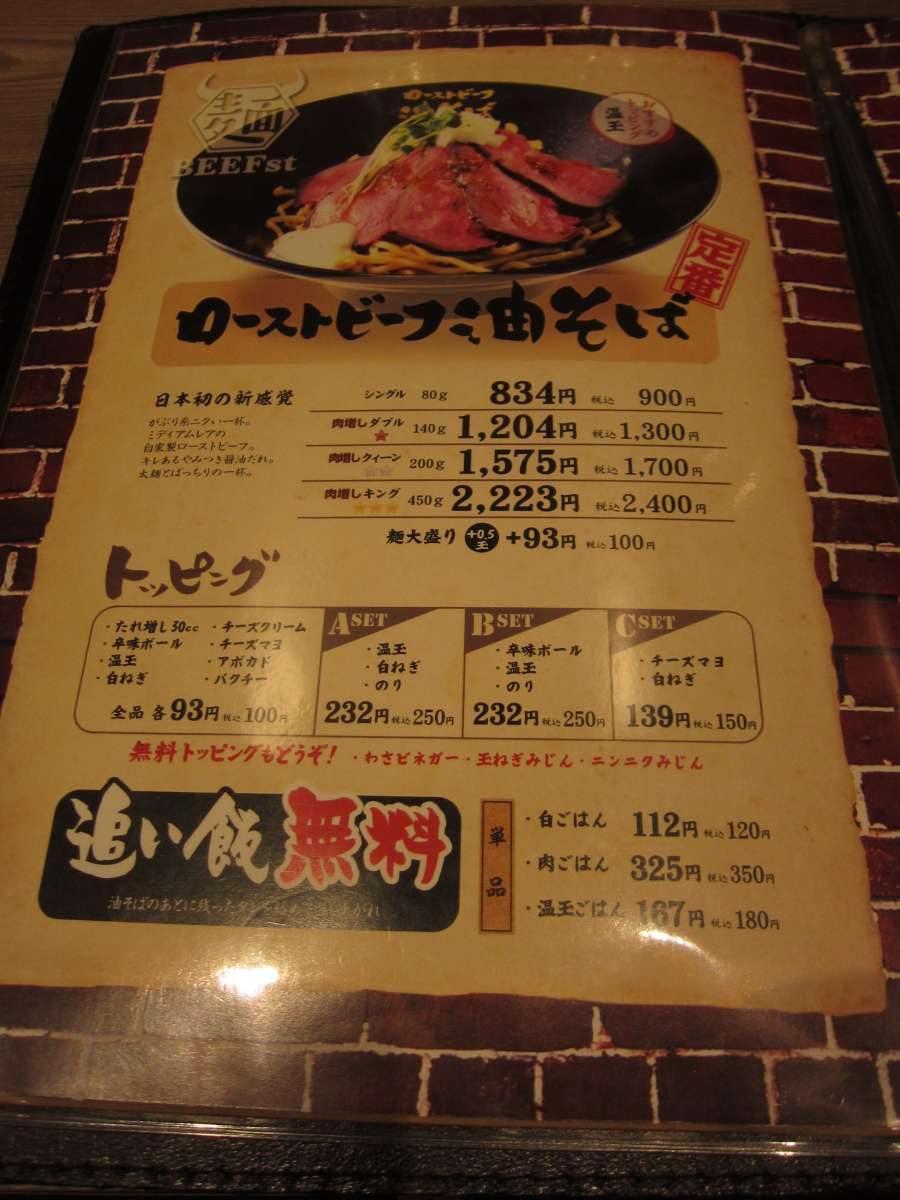 麺
BEEFst
ローストビーフ
油そば
おすすめ
トッピング
温玉
定番
ローストビーフ油そば
日本初の新感覚
がぶり系ニクい一杯。
ミディアムレアの
自家製ローストビーフ。
キレあるやみつき醤油だれ。
太麺とばっちりの一杯。
シングル 80g 834円 税込 900円
肉増しダブル 140g 1,204円 税込 1,300円
肉増しクィーン 200g 1,575円 税込 1,700円
肉増しキング 450g 2,223円 税込 2,400円
麺大盛り +0.5玉 +93円 税込 100円
トッピング
・たれ増し30cc ・チーズクリーム
・辛味ボール ・チーズマヨ
・温玉 ・アボカド
・白ねぎ ・パクチー
全品 各93円 税込100円
A SET
・温玉
・白ねぎ
・のり
232円 税込250円
B SET
・辛味ボール
・温玉
・のり
232円 税込250円
C SET
・チーズマヨ
・白ねぎ
139円 税込150円
無料トッピングもどうぞ! ・わさビネガー・玉ねぎみじん・ニンニクみじん
追い飯無料
油そばのあとに残ったタレ
単品
・白ごはん 112円 税込120円
・肉ごはん 325円 税込350円
・温玉ごはん 167円 税込180円